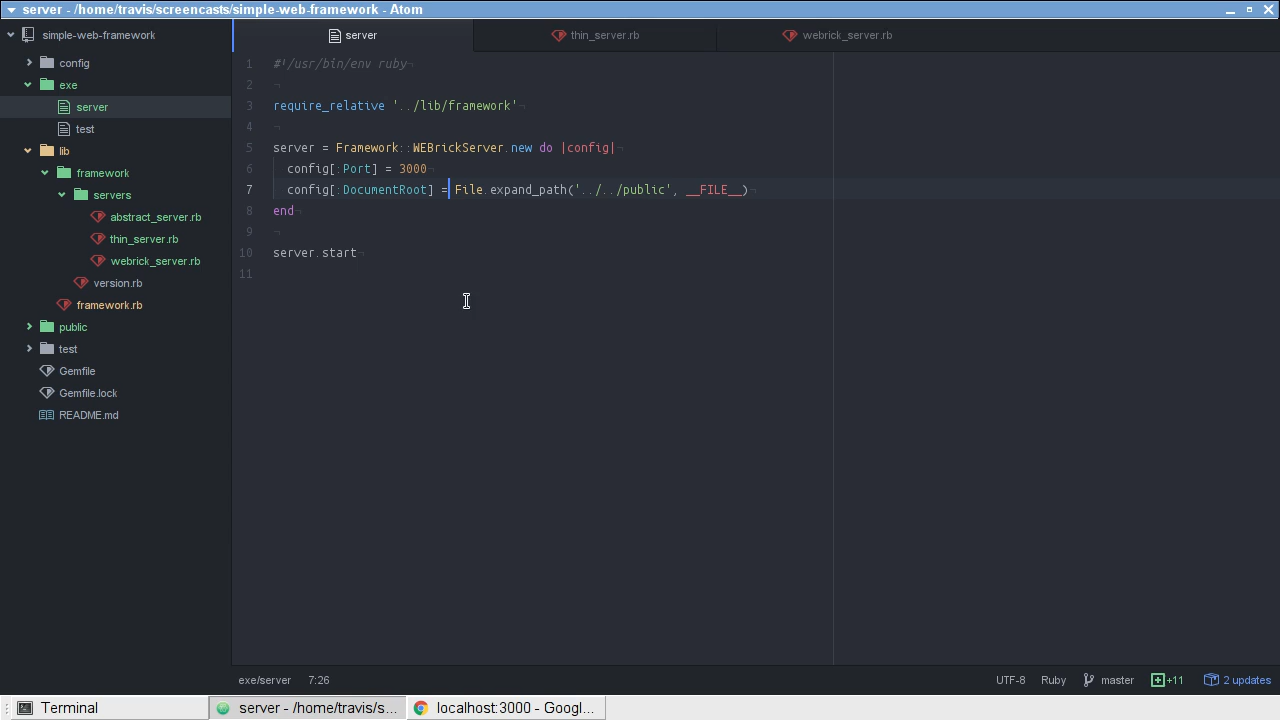 server - /home/travis/screencasts/simple-web-framework - Atom
simple-web-framework
config
exe
server
test
lib
framework
servers
abstract_server.rb
thin_server.rb
webrick_server.rb
version.rb
framework.rb
public
test
Gemfile
Gemfile.lock
README.md
server
thin_server.rb
webrick_server.rb
1 #!/usr/bin/env ruby¬
2 ¬
3 require_relative '../lib/framework'¬
4 ¬
5 server = Framework::WEBrickServer.new do |config|¬
6 config[:Port] = 3000¬
7 config[:DocumentRoot] = File.expand_path('../../public', __FILE__)¬
8 end¬
9 ¬
10 server.start¬
11
exe/server 7:26
UTF-8 Ruby master +11 2 updates
Terminal
server - /home/travis/s...
localhost:3000 - Googl...